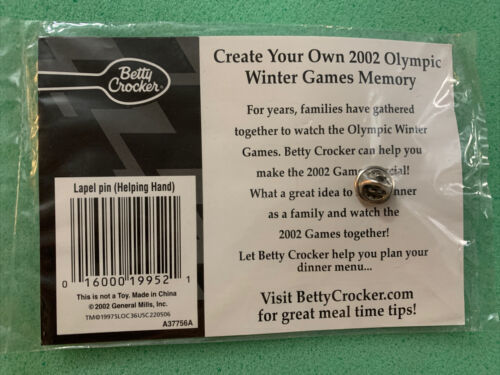 Betty
Crocker®
Lapel pin (Helping Hand)
0 16000 19952 1
This is not a Toy. Made in China
© 2002 General Mills, Inc.
TM©1997SLOC36USC220506
A37756A
Create Your Own 2002 Olympic
Winter Games Memory
For years, families have gathered
together to watch the Olympic Winter
Games. Betty Crocker can help you
make the 2002 Games
What a great idea to
as a family and watch the
2002 Games together!
Let Betty Crocker help you plan your
dinner menu...
Visit BettyCrocker.com
for great meal time tips!